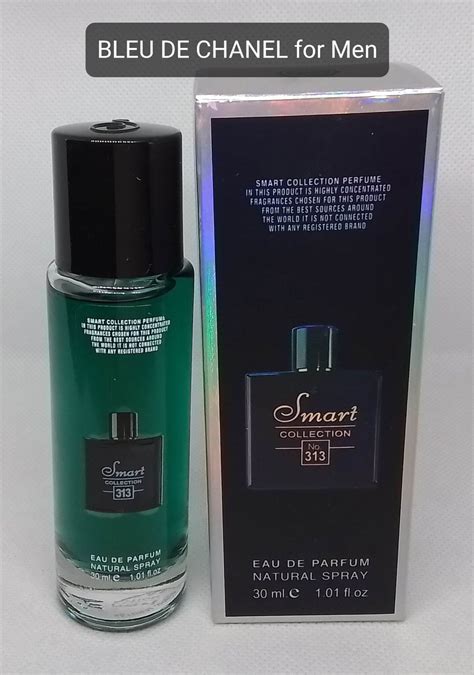 BLEU DE CHANEL for Men
SMART COLLECTION PERFUME
IN THIS PRODUCT IS HIGHLY CONCENTRATED
FRAGRANCES CHOSEN FOR THIS PRODUCT
FROM THE BEST SOURCES AROUND
THE WORLD IT IS NOT CONNECTED
WITH ANY REGISTERED BRAND
Smart
COLLECTION
No.
313
EAU DE PARFUM
NATURAL SPRAY
30 ml.e 1.01 fl.oz
SMART COLLECTION PERFUME
IN THIS PRODUCT IS HIGHLY CONCENTRATED
FRAGRANCES CHOSEN FOR THIS PRODUCT
FROM THE BEST SOURCES AROUND
THE WORLD IT IS NOT CONNECTED
WITH ANY REGISTERED BRAND
Smart
COLLECTION
313
EAU DE PARFUM
NATURAL SPRAY
30 ml.e 1.01 fl.oz